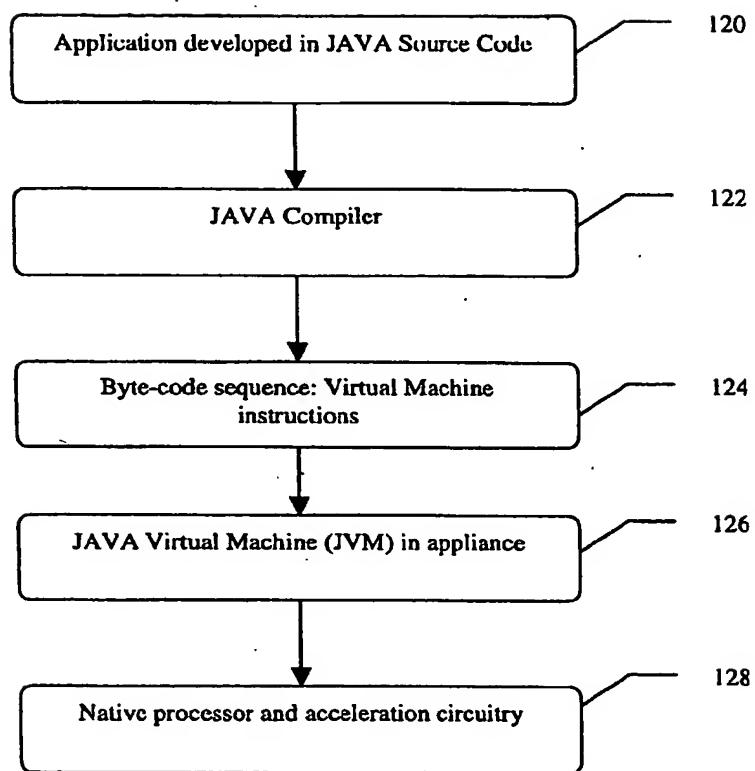 Application developed in JAVA Source Code
120
JAVA Compiler
122
Byte-code sequence: Virtual Machine
instructions
124
JAVA Virtual Machine (JVM) in appliance
126
Native processor and acceleration circuitry
128